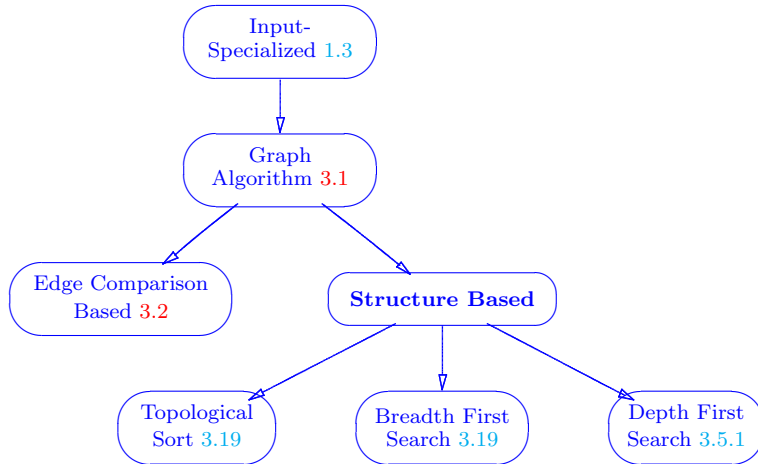 Input-
Specialized 1.3
Graph
Algorithm 3.1
Edge Comparison
Based 3.2
Structure Based
Topological
Sort 3.19
Breadth First
Search 3.19
Depth First
Search 3.5.1